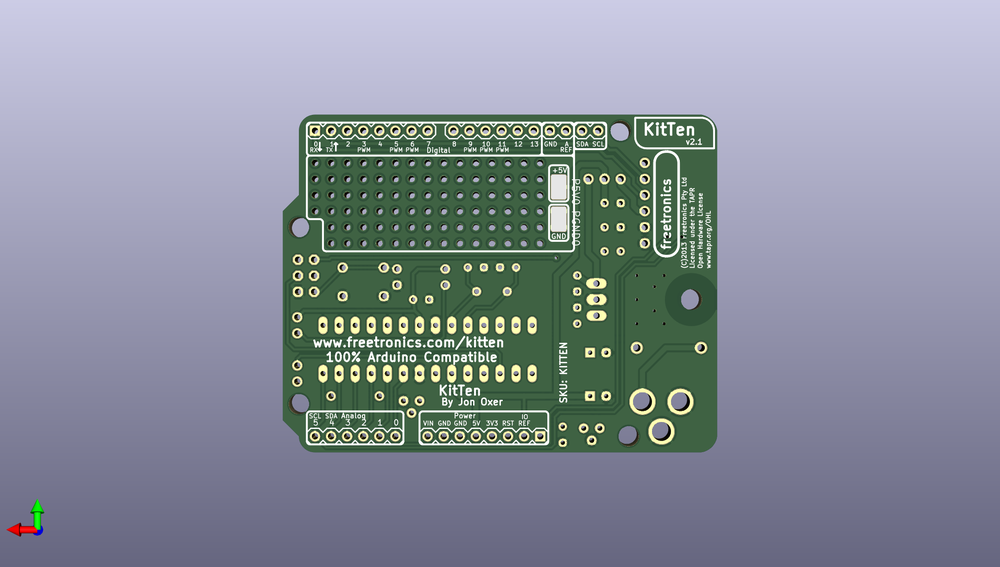 KitTen
v2.1
0 1 2 3 4 5 6 7 8 9 10 11 12 13 GND A REF SDA SCL
RX TX PWM PWM PWM Digital PWM PWM PWM
+5V
GND
freetronics
(C)2013 Freetronics Pty Ltd
Licensed under the TAPR
Open Hardware License
www.tapr.org/OHL
www.freetronics.com/kitten
100% Arduino Compatible
SKU: KITTEN
KitTen
By Jon Oxer
SCL SDA Analog
5 4 3 2 1 0
Power
VIN GND GND 5V 3V3 RST IO REF